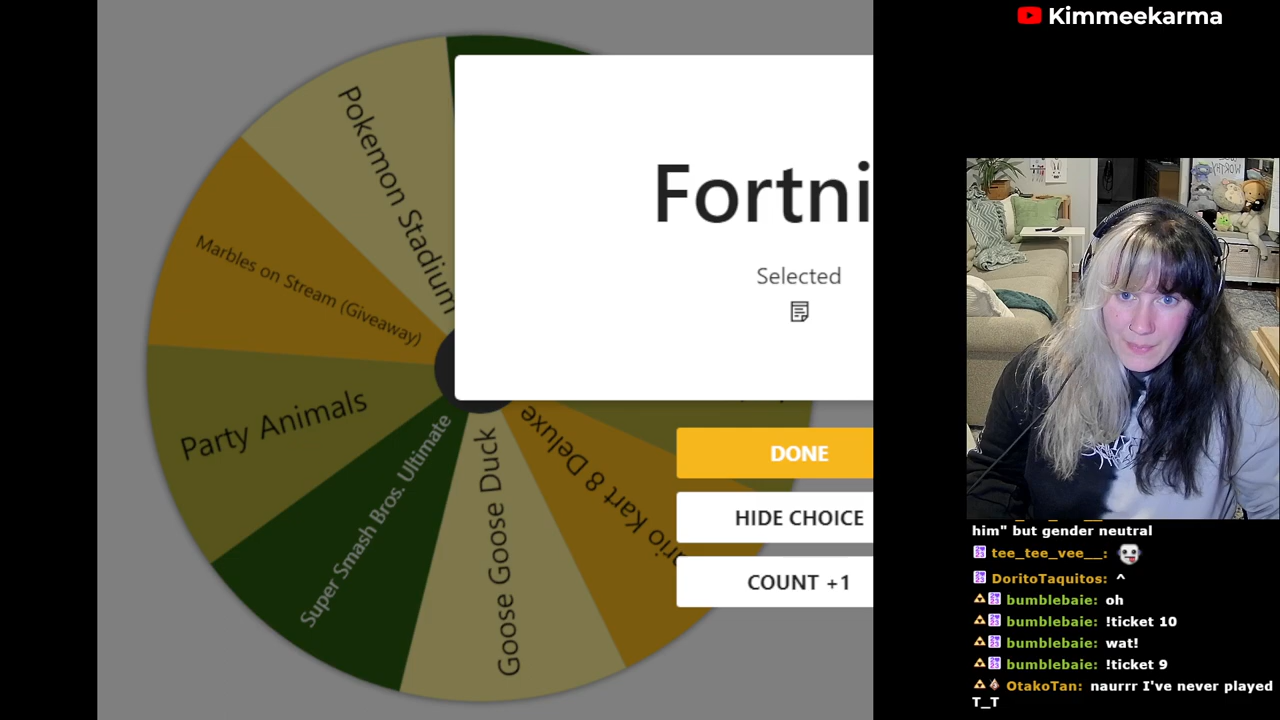 Kimmeekarma
Pokemon Stadium
Marbles on Stream (Giveaway)
Party Animals
Super Smash Bros. Ultimate
Goose Goose Duck
rio Kart 8 Deluxe
Fortni
Selected
DONE
HIDE CHOICE
COUNT +1
him" but gender neutral
tee_tee_vee__:
DoritoTaquitos: ^
bumblebaie: oh
bumblebaie: !ticket 10
bumblebaie: wat!
bumblebaie: !ticket 9
OtakoTan: naurrr I've never played
T_T